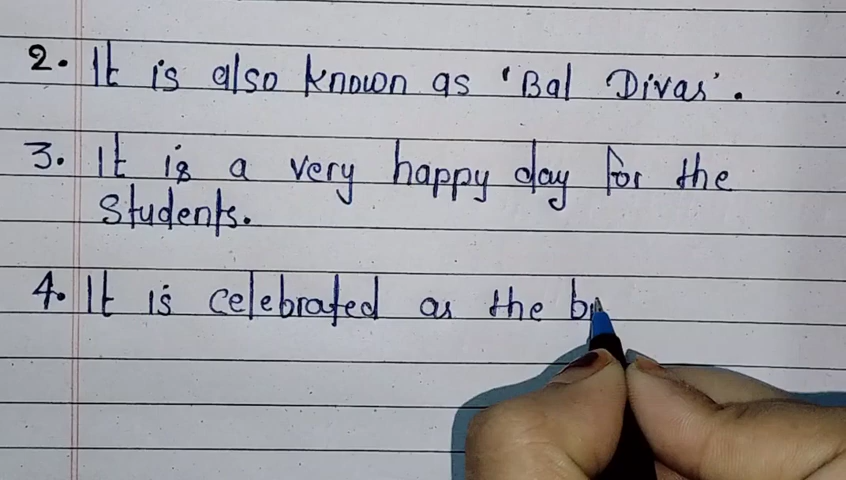 2. It is also known as 'Bal Divas'.
3. It is a very happy day for the
students.
4. It is celebrated as the